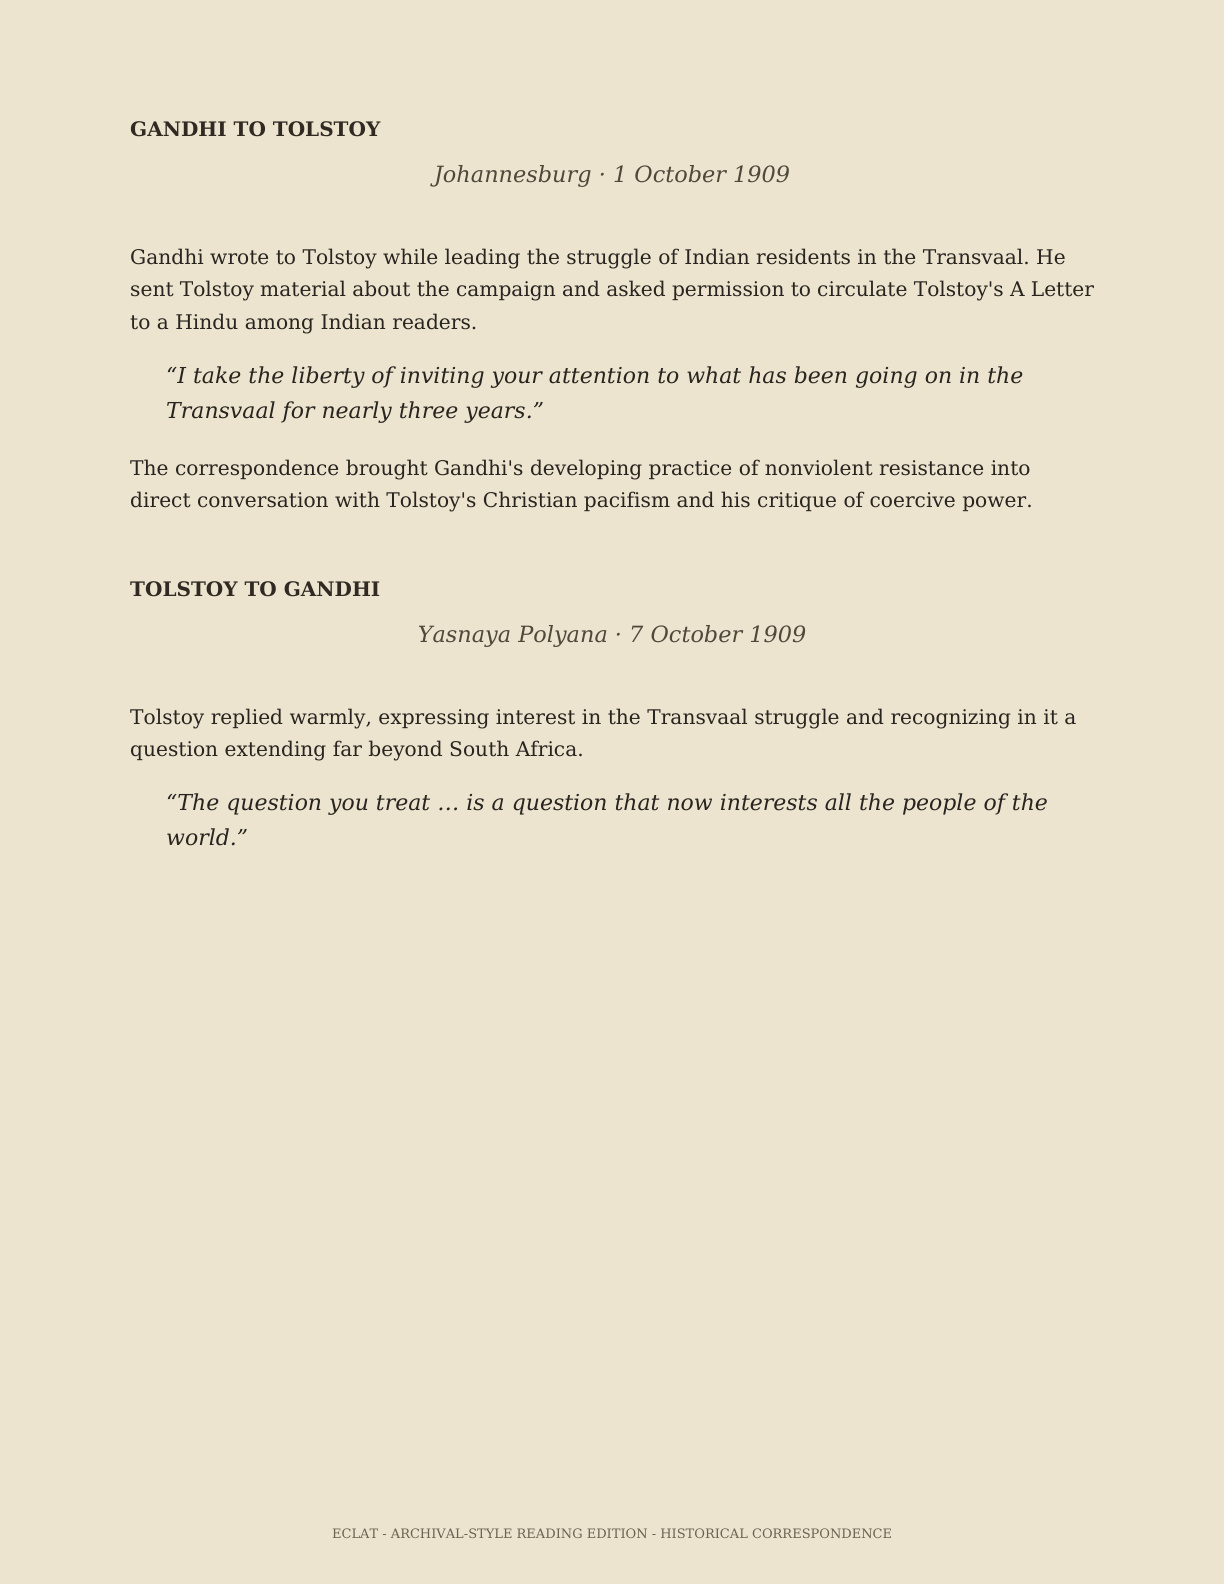 GANDHI TO TOLSTOY
Johannesburg · 1 October 1909
Gandhi wrote to Tolstoy while leading the struggle of Indian residents in the Transvaal. He
sent Tolstoy material about the campaign and asked permission to circulate Tolstoy's A Letter
to a Hindu among Indian readers.
“I take the liberty of inviting your attention to what has been going on in the
Transvaal for nearly three years.”
The correspondence brought Gandhi's developing practice of nonviolent resistance into
direct conversation with Tolstoy's Christian pacifism and his critique of coercive power.
TOLSTOY TO GANDHI
Yasnaya Polyana · 7 October 1909
Tolstoy replied warmly, expressing interest in the Transvaal struggle and recognizing in it a
question extending far beyond South Africa.
“The question you treat … is a question that now interests all the people of the
world.”
ECLAT - ARCHIVAL-STYLE READING EDITION - HISTORICAL CORRESPONDENCE